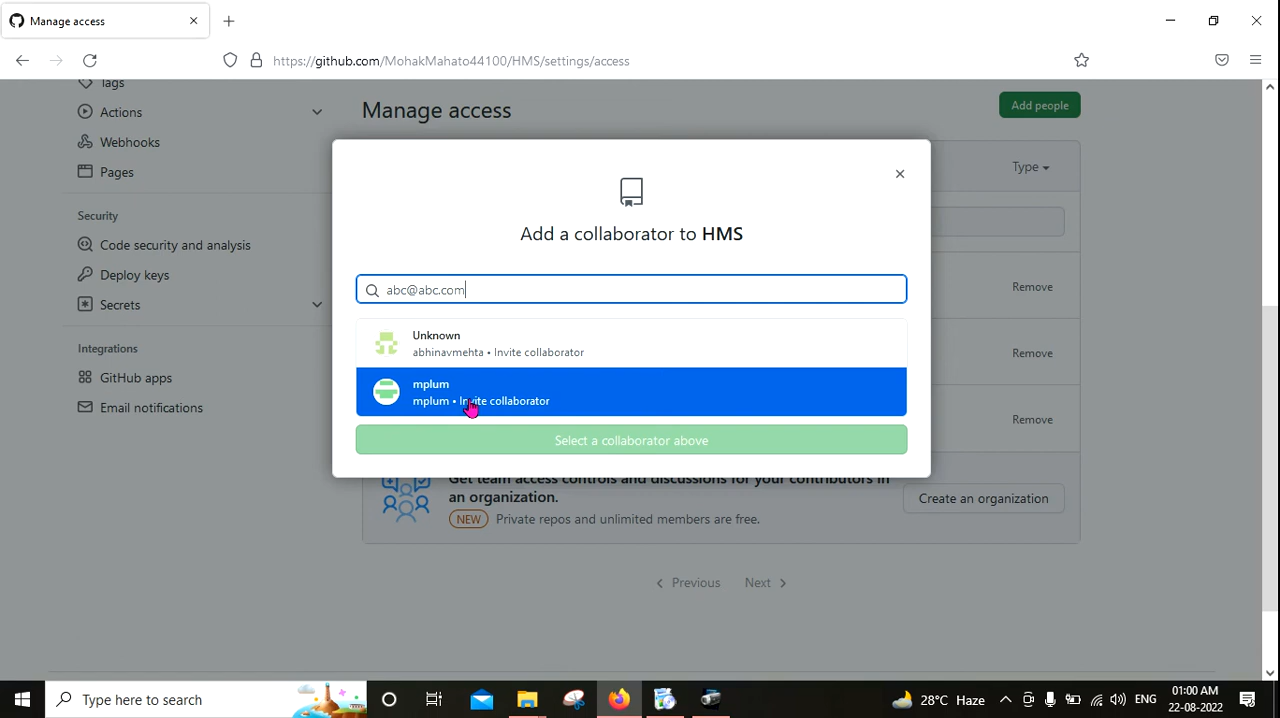 Manage access
https://github.com/MohakMahato44100/HMS/settings/access
Tags
Actions
Webhooks
Pages
Security
Code security and analysis
Deploy keys
Secrets
Integrations
GitHub apps
Email notifications
Manage access
Add people
Type
Add a collaborator to HMS
abc@abc.com
Unknown
abhinavmehta • Invite collaborator
mplum
mplum • Invite collaborator
Select a collaborator above
Remove
Remove
Remove
Get team access controls and discussions for your contributors in
an organization.
NEW Private repos and unlimited members are free.
Create an organization
Previous Next
Type here to search
28°C Haze
ENG
01:00 AM
22-08-2022